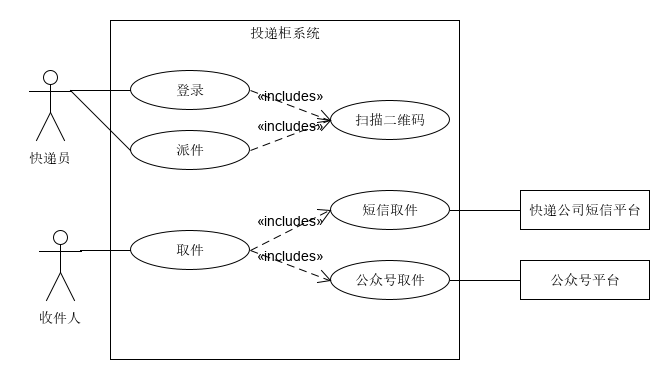 投递柜系统
登录
«includes»
扫描二维码
«includes»
派件
快递员
短信取件
快递公司短信平台
«includes»
取件
«includes»
公众号取件
公众号平台
收件人